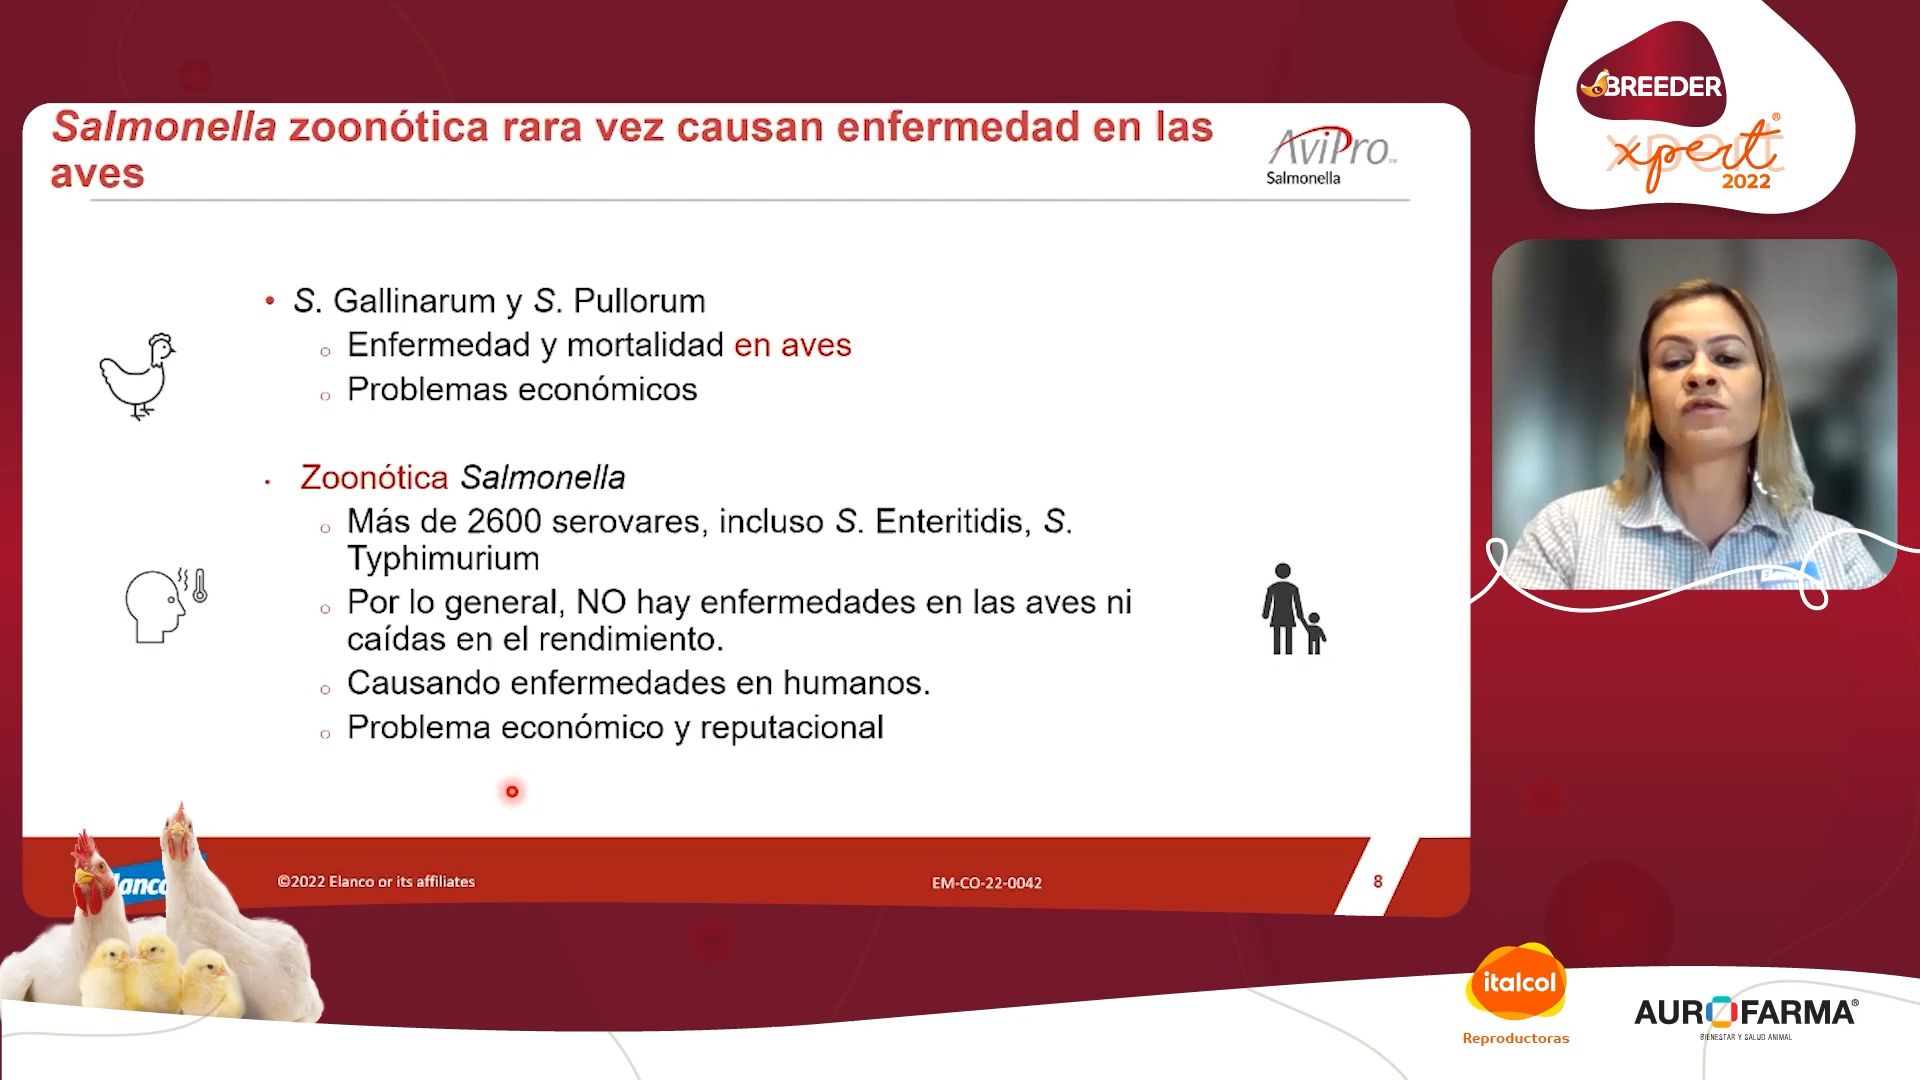 Salmonella zoonótica rara vez causan enfermedad en las
aves
AviPro™
Salmonella
• S. Gallinarum y S. Pullorum
○ Enfermedad y mortalidad en aves
○ Problemas económicos
• Zoonótica Salmonella
○ Más de 2600 serovares, incluso S. Enteritidis, S.
Typhimurium
○ Por lo general, NO hay enfermedades en las aves ni
caídas en el rendimiento.
○ Causando enfermedades en humanos.
○ Problema económico y reputacional
©2022 Elanco or its affiliates
EM-CO-22-0042
8
BREEDER
xpert®
2022
Elanco
italcol
Reproductoras
AUROFARMA®
BIENESTAR Y SALUD ANIMAL